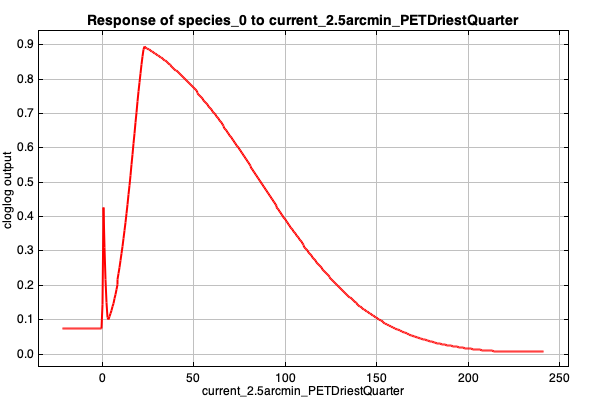 Response of species_0 to current_2.5arcmin_PETDriestQuarter
cloglog output
0.9
0.8
0.7
0.6
0.5
0.4
0.3
0.2
0.1
0.0
0 50 100 150 200 250
current_2.5arcmin_PETDriestQuarter